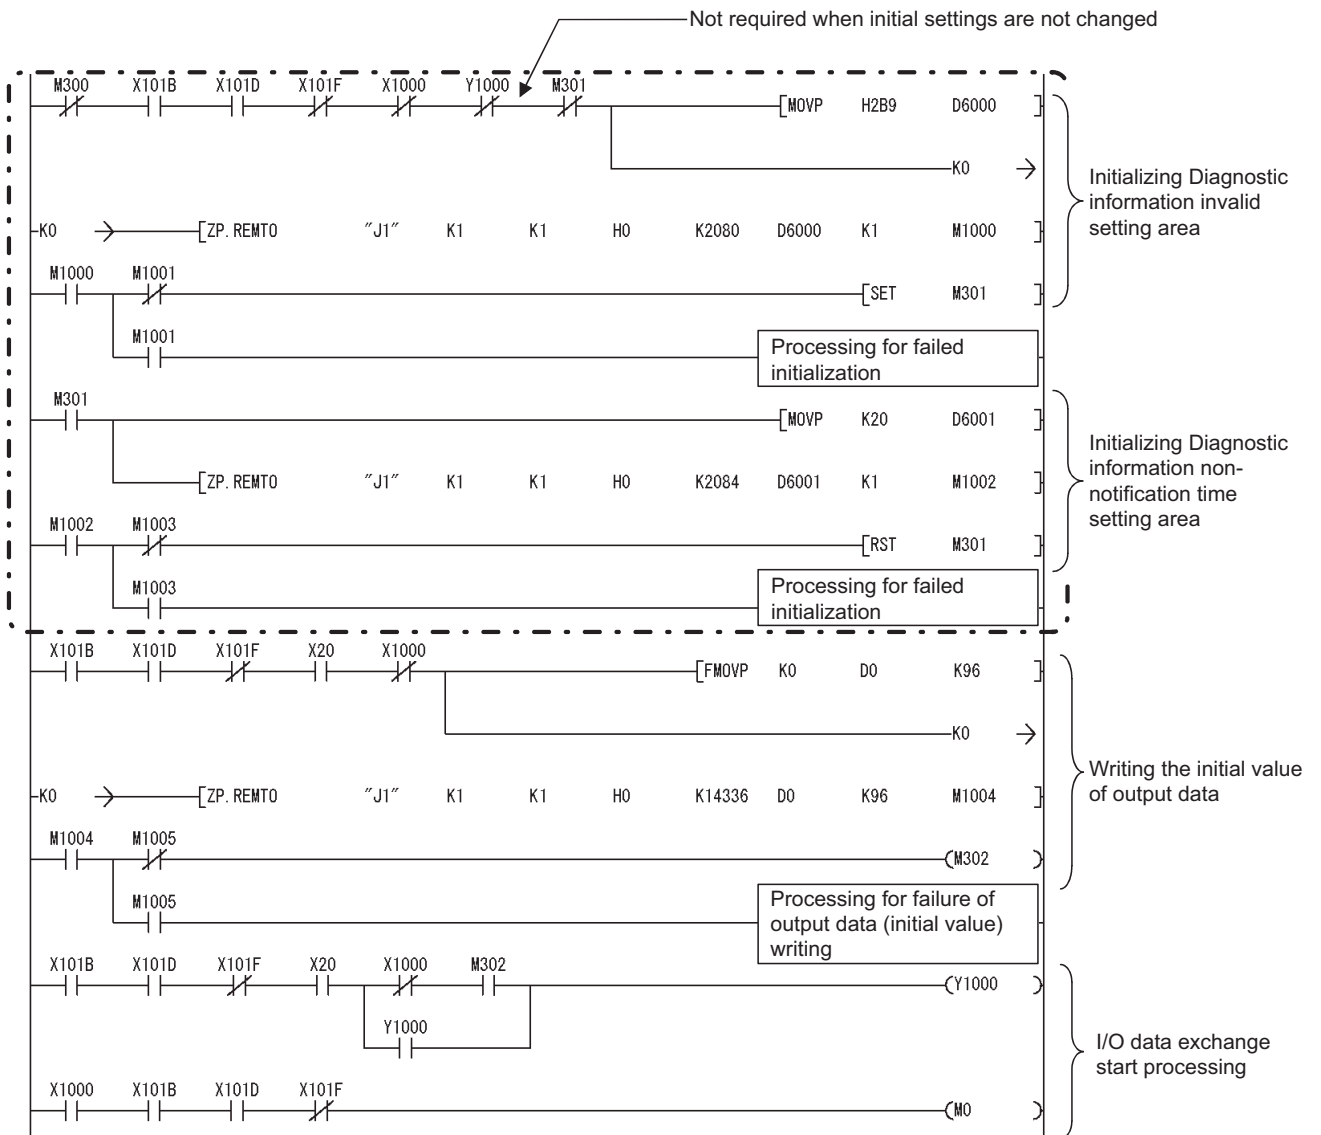 Not required when initial settings are not changed
M300 X101B X101D X101F X1000 Y1000 M301
[MOVP H2B9 D6000 ]
K0
Initializing Diagnostic
information invalid
setting area
K0 [ZP.REMTO "J1" K1 K1 H0 K2080 D6000 K1 M1000 ]
M1000 M1001
[SET M301 ]
M1001
Processing for failed
initialization
M301
[MOVP K20 D6001 ]
Initializing Diagnostic
information non-
notification time
setting area
[ZP.REMTO "J1" K1 K1 H0 K2084 D6001 K1 M1002 ]
M1002 M1003
[RST M301 ]
M1003
Processing for failed
initialization
X101B X101D X101F X20 X1000
[FMOVP K0 D0 K96 ]
K0
Writing the initial value
of output data
K0 [ZP.REMTO "J1" K1 K1 H0 K14336 D0 K96 M1004 ]
M1004 M1005
(M302 )
M1005
Processing for failure of
output data (initial value)
writing
X101B X101D X101F X20 X1000 M302
(Y1000 )
Y1000
I/O data exchange
start processing
X1000 X101B X101D X101F
(M0 )